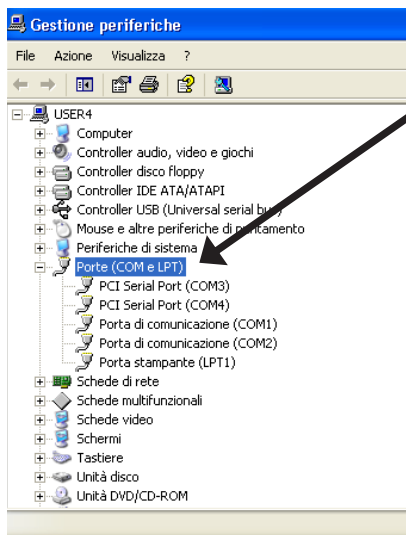 Gestione periferiche
File Azione Visualizza ?
USER4
Computer
Controller audio, video e giochi
Controller disco floppy
Controller IDE ATA/ATAPI
Controller USB (Universal serial bus)
Mouse e altre periferiche di puntamento
Periferiche di sistema
Porte (COM e LPT)
PCI Serial Port (COM3)
PCI Serial Port (COM4)
Porta di comunicazione (COM1)
Porta di comunicazione (COM2)
Porta stampante (LPT1)
Schede di rete
Schede multifunzionali
Schede video
Schermi
Tastiere
Unità disco
Unità DVD/CD-ROM